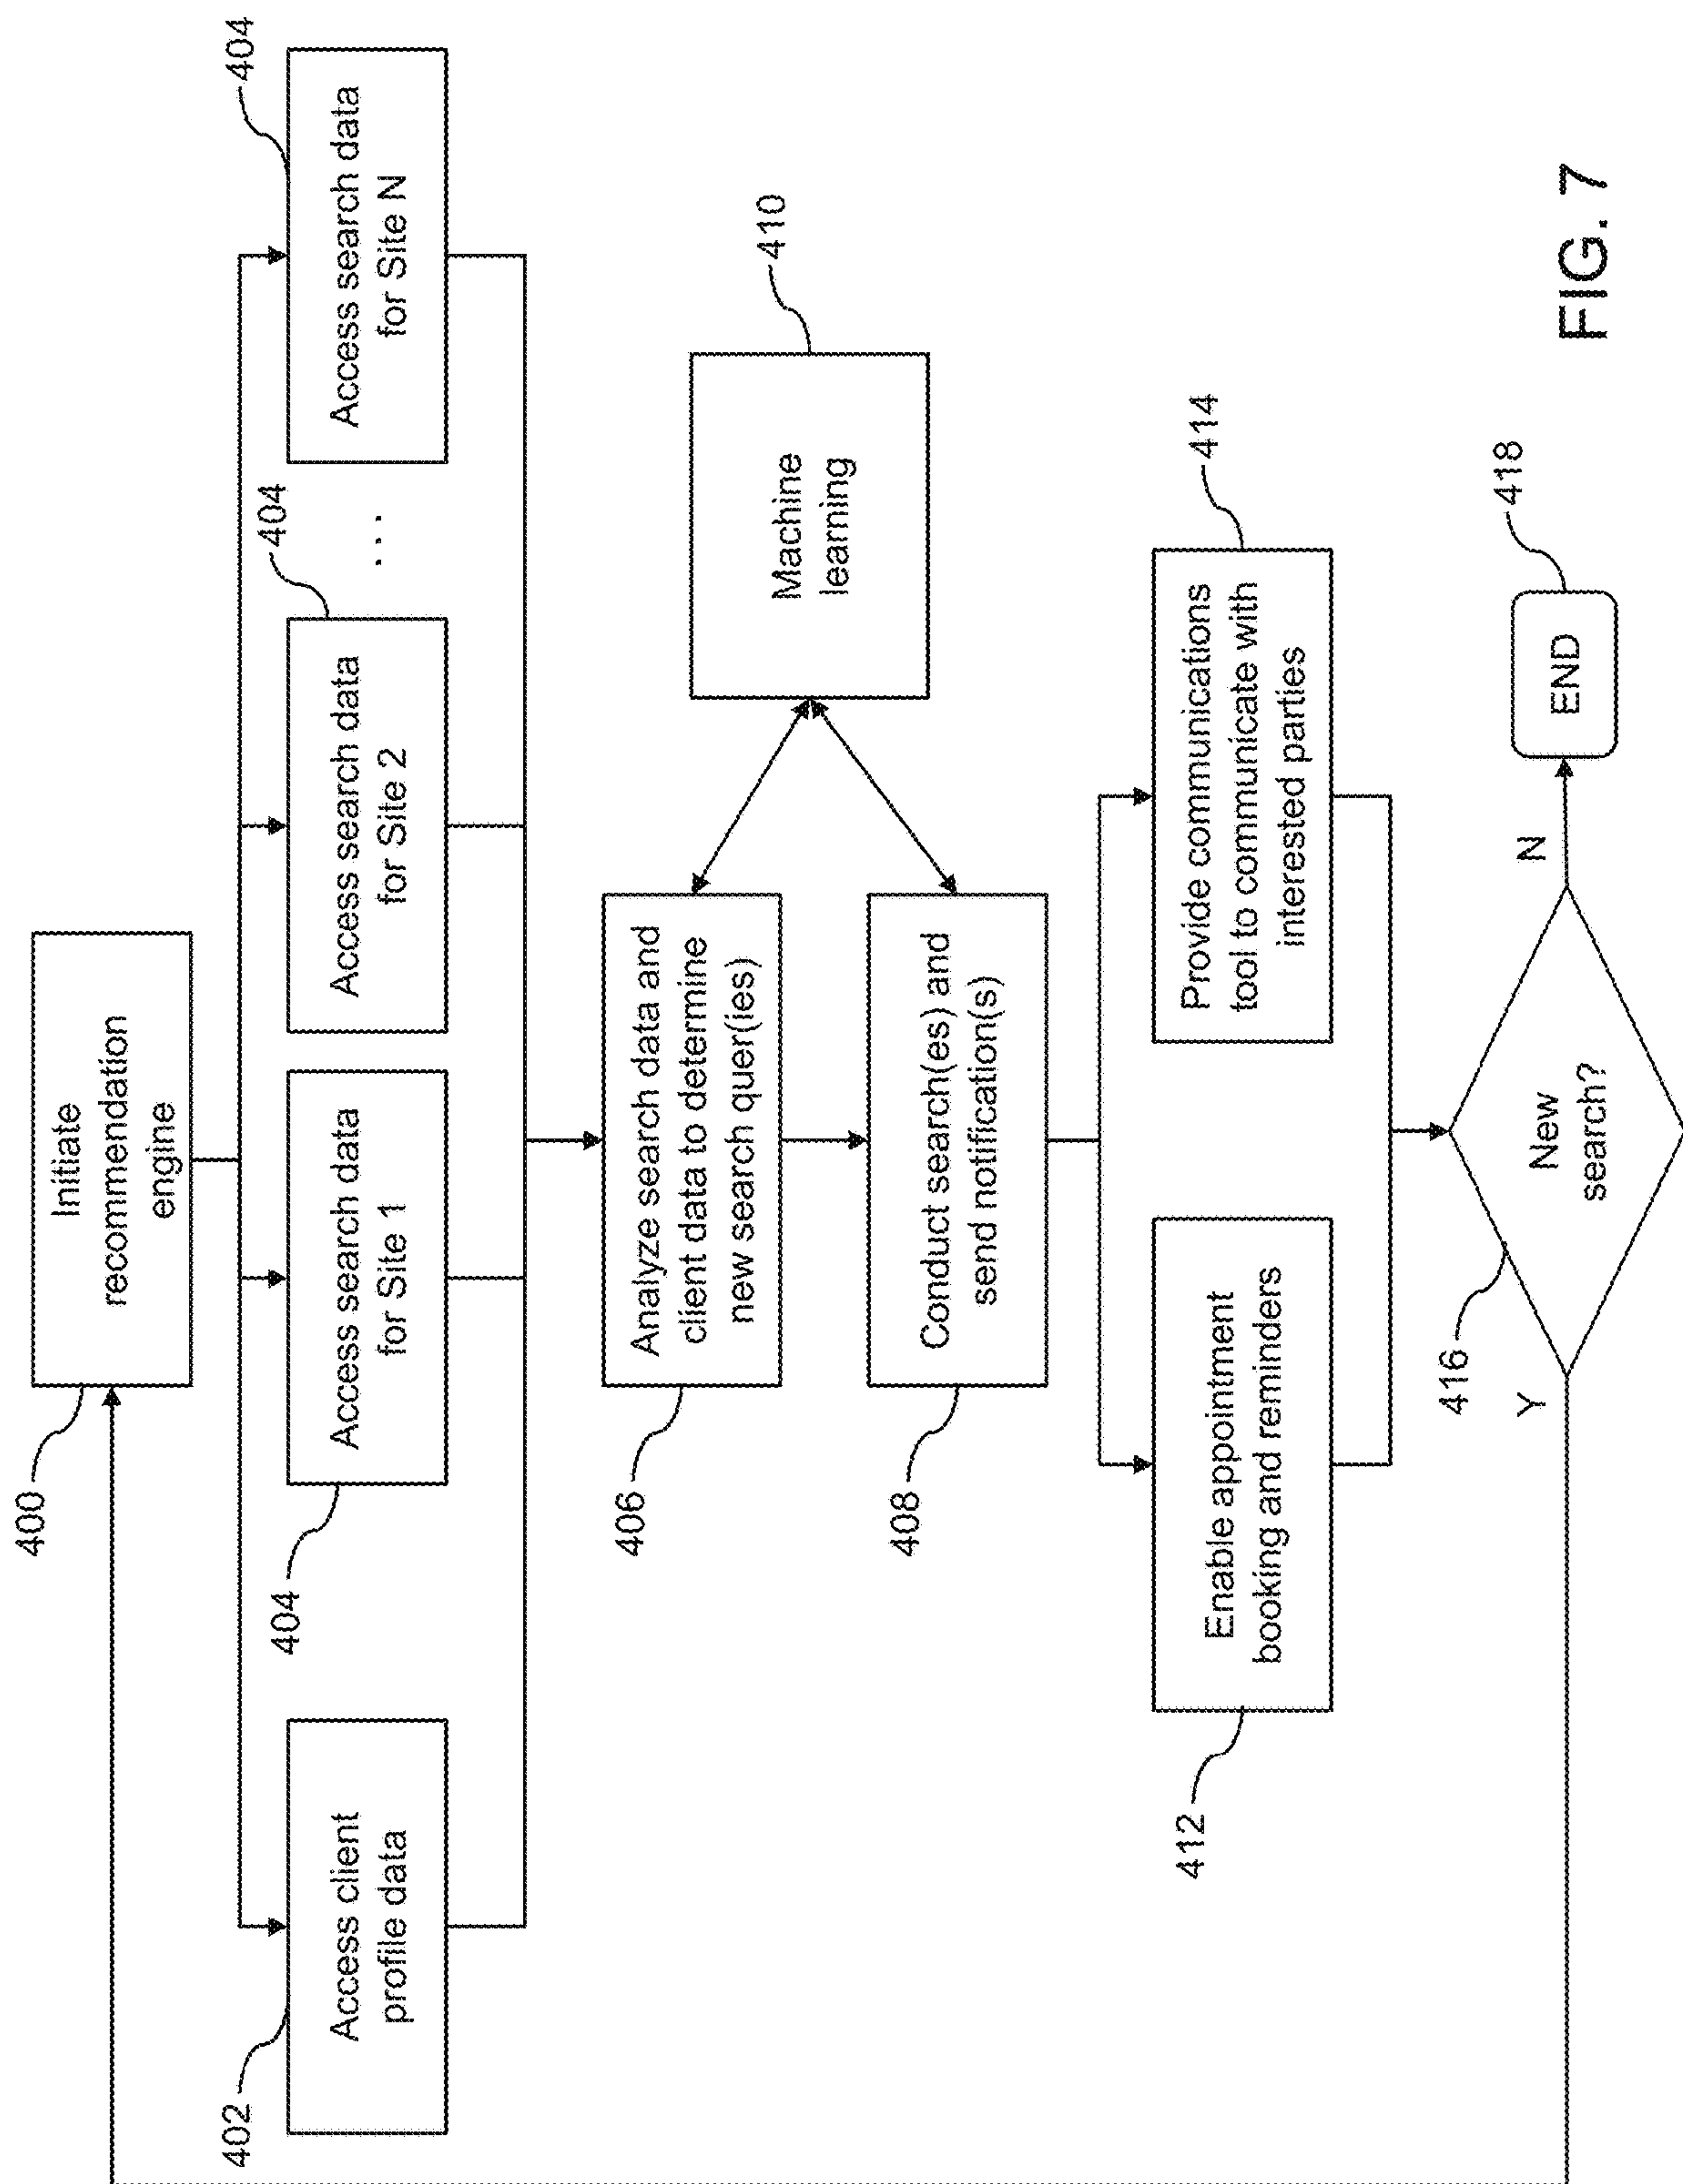 400
Initiate
recommendation
engine
402
Access client
profile data
404
Access search data
for Site 1
404
Access search data
for Site 2
...
404
Access search data
for Site N
406
Analyze search data and
client data to determine
new search quer(ies)
410
Machine
learning
408
Conduct search(es) and
send notification(s)
412
Enable appointment
booking and reminders
414
Provide communications
tool to communicate with
interested parties
416
New
search?
Y
N
418
END
FIG. 7